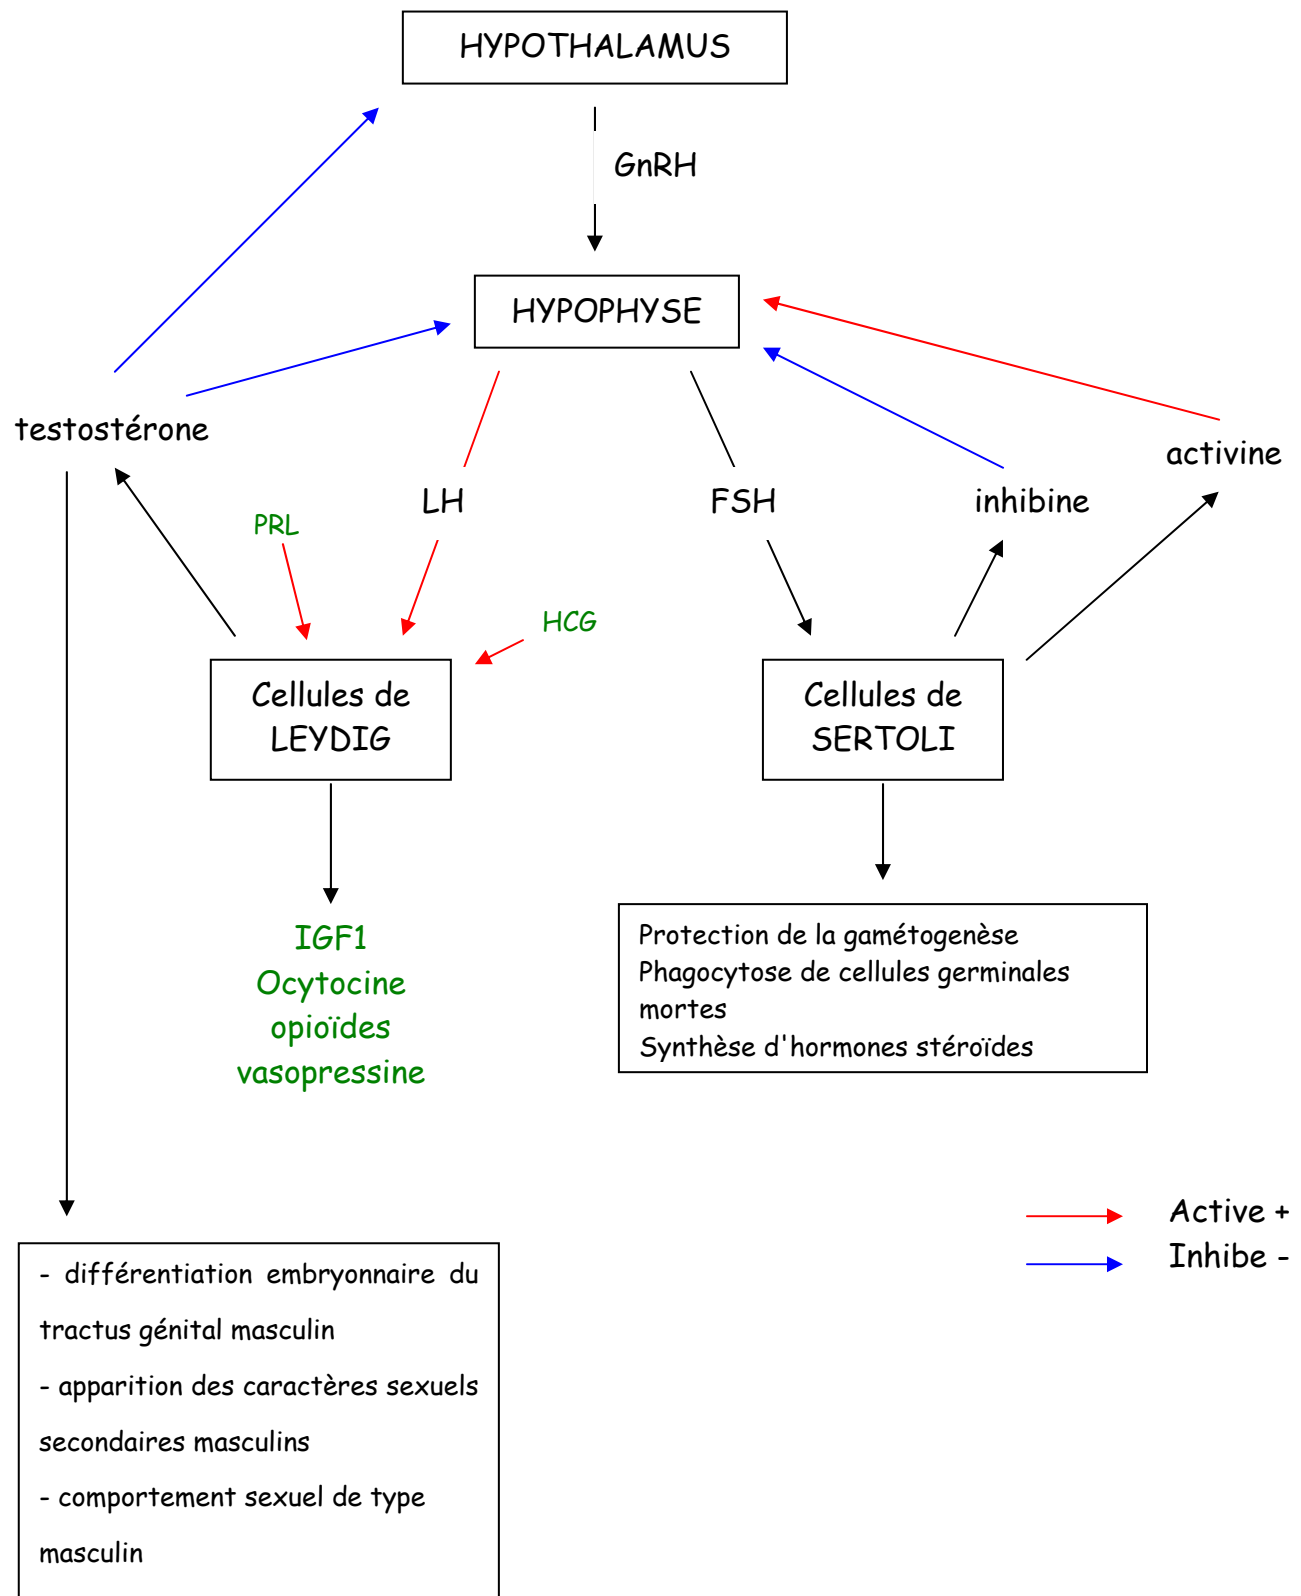 HYPOTHALAMUS
GnRH
HYPOPHYSE
testostérone
activine
LH
FSH
inhibine
PRL
HCG
Cellules de
LEYDIG
Cellules de
SERTOLI
IGF1
Ocytocine
opioïdes
vasopressine
Protection de la gamétogenèse
Phagocytose de cellules germinales
mortes
Synthèse d'hormones stéroïdes
Active +
Inhibe -
- différentiation embryonnaire du
tractus génital masculin
- apparition des caractères sexuels
secondaires masculins
- comportement sexuel de type
masculin